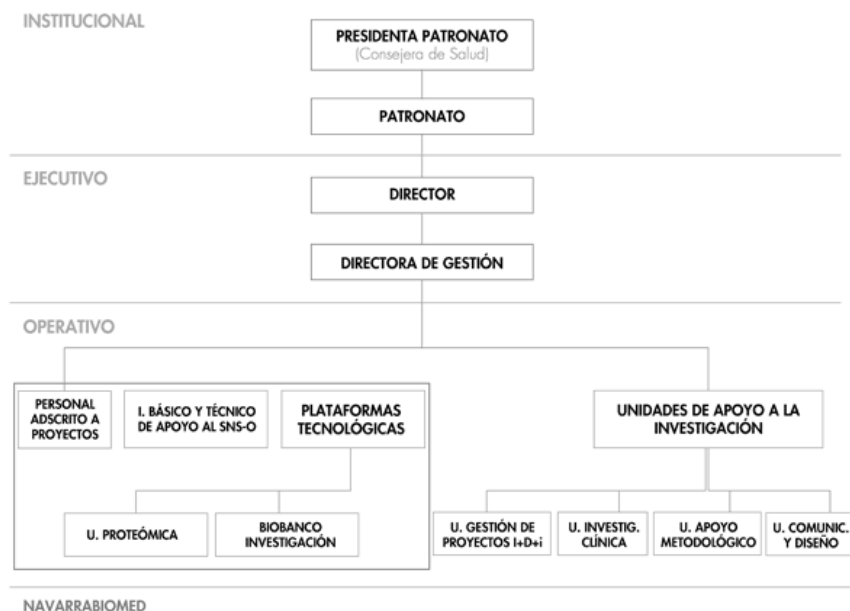 INSTITUCIONAL
PRESIDENTA PATRONATO
(Consejera de Salud)
PATRONATO
EJECUTIVO
DIRECTOR
DIRECTORA DE GESTIÓN
OPERATIVO
PERSONAL
ADSCRITO A
PROYECTOS
I. BÁSICO Y TÉCNICO
DE APOYO AL SNS-O
PLATAFORMAS
TECNOLÓGICAS
UNIDADES DE APOYO A LA
INVESTIGACIÓN
U. PROTEÓMICA
BIOBANCO
INVESTIGACIÓN
U. GESTIÓN DE
PROYECTOS I+D+i
U. INVESTIG.
CLÍNICA
U. APOYO
METODOLÓGICO
U. COMUNIC.
Y DISEÑO
NAVARRABIOMED